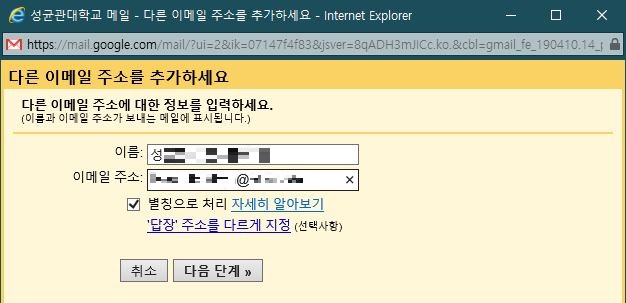 성균관대학교 메일 - 다른 이메일 주소를 추가하세요 - Internet Explorer
https://mail.google.com/mail/?ui=2&ik=07147f4f83&jsver=8qADH3mJICc.ko.&cbl=gmail_fe_190410.14_p
다른 이메일 주소를 추가하세요
다른 이메일 주소에 대한 정보를 입력하세요.
(이름과 이메일 주소가 보내는 메일에 표시됩니다.)
이름: 성
이메일 주소: @
별칭으로 처리 자세히 알아보기
'답장' 주소를 다르게 지정 (선택사항)
취소 다음 단계 »